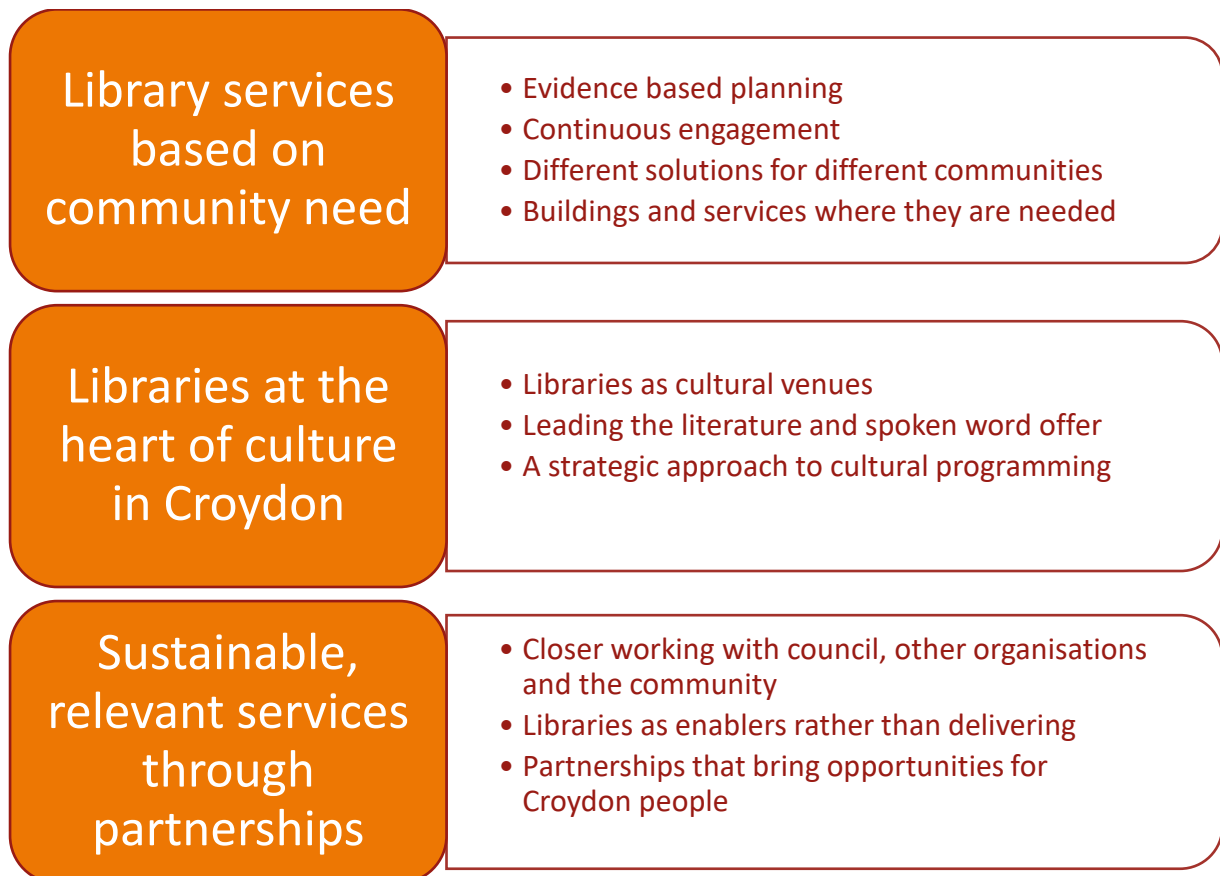 Library services
based on
community need
• Evidence based planning
• Continuous engagement
• Different solutions for different communities
• Buildings and services where they are needed
Libraries at the
heart of culture
in Croydon
• Libraries as cultural venues
• Leading the literature and spoken word offer
• A strategic approach to cultural programming
Sustainable,
relevant services
through
partnerships
• Closer working with council, other organisations
and the community
• Libraries as enablers rather than delivering
• Partnerships that bring opportunities for
Croydon people